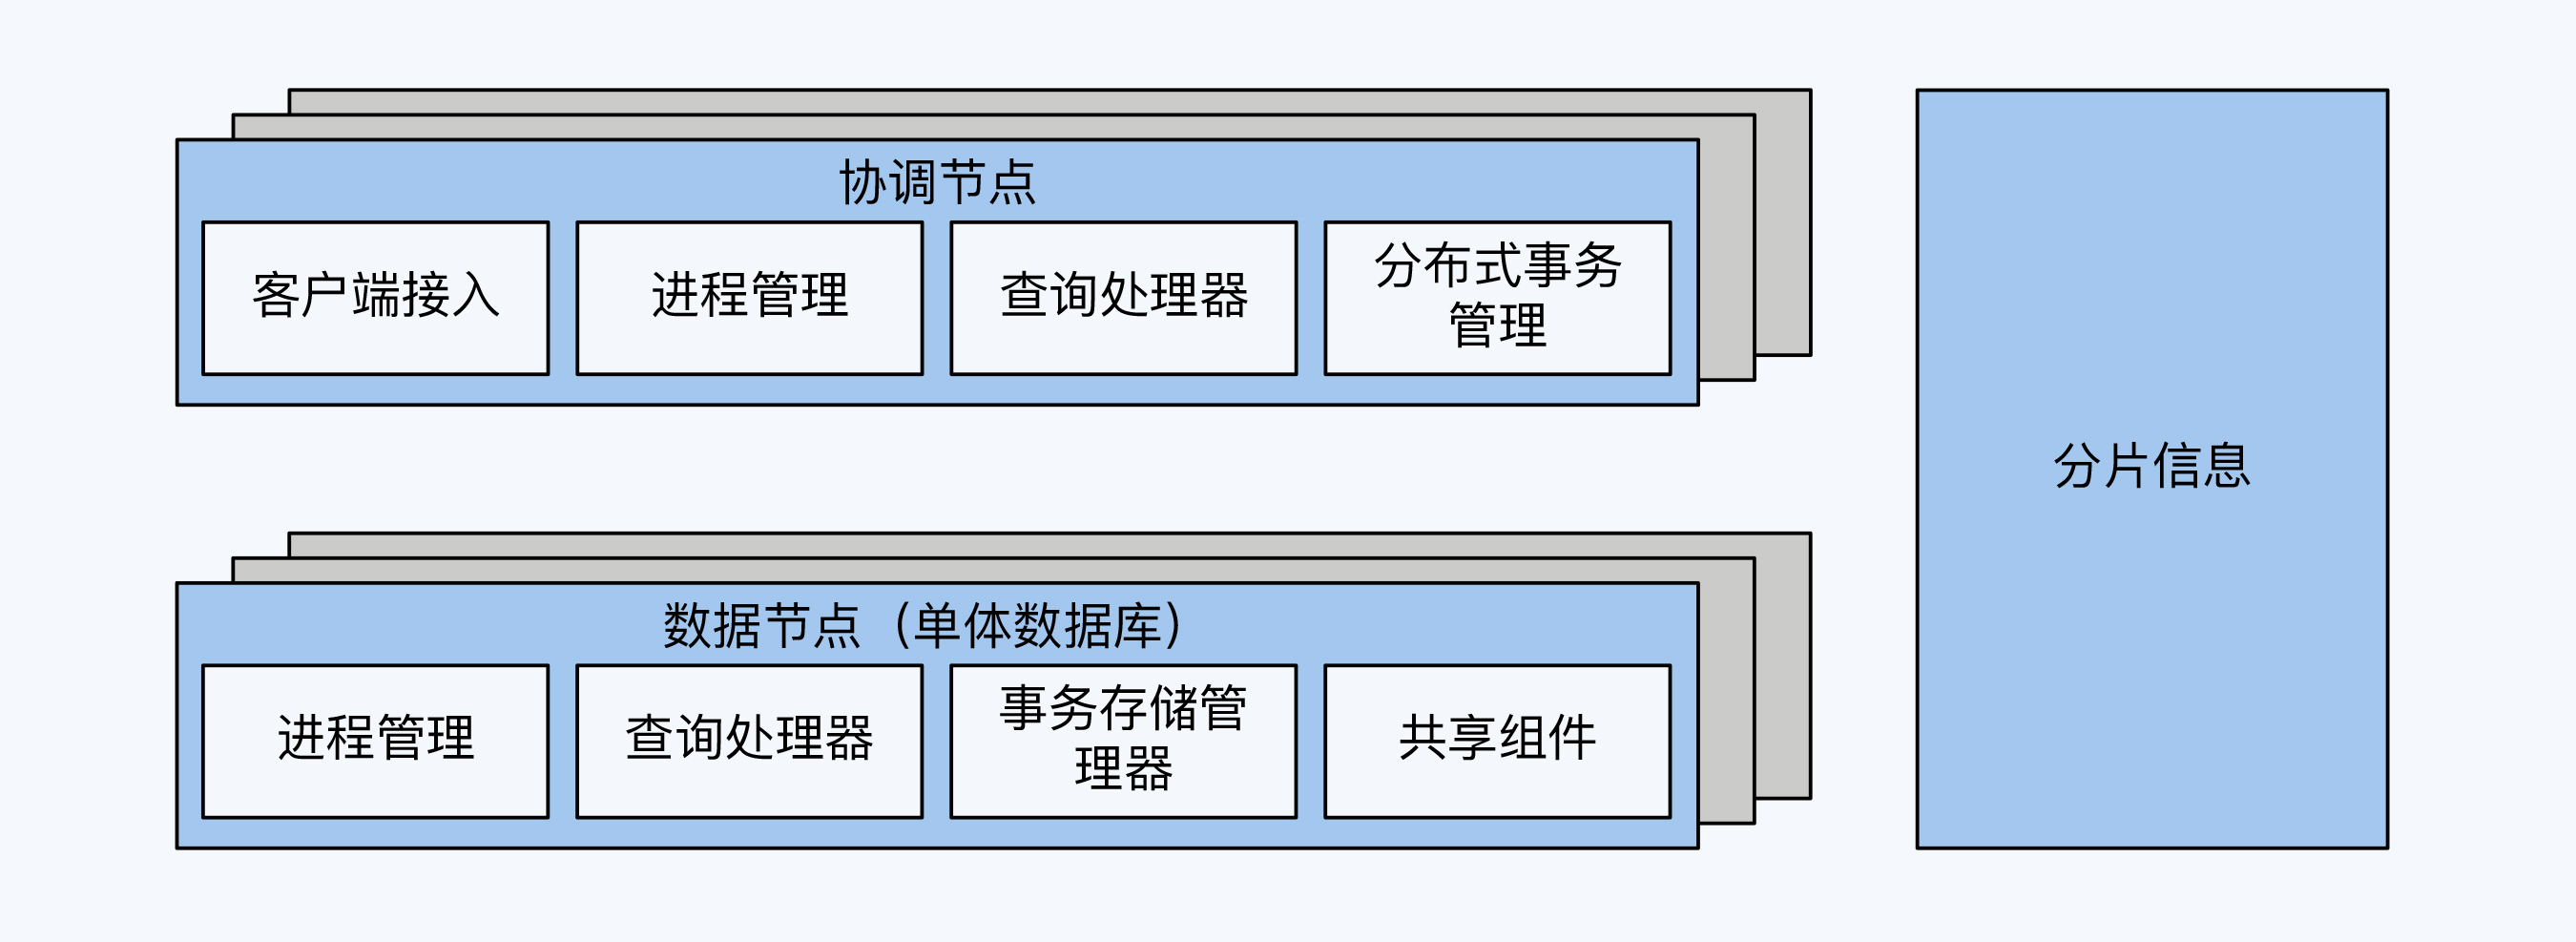 协调节点
客户端接入
进程管理
查询处理器
分布式事务
管理
数据节点（单体数据库）
进程管理
查询处理器
事务存储管
理器
共享组件
分片信息